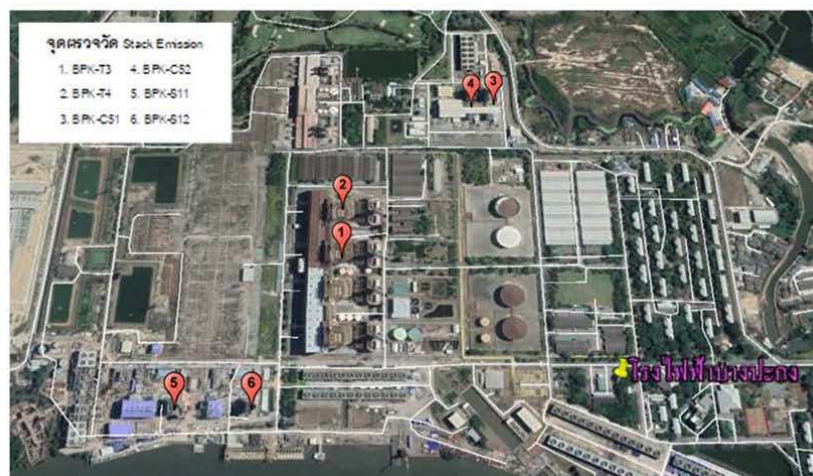 จุดตรวจวัด Stack Emission
1. BPK-T3 4. BPK-C52
2. BPK-T4 5. BPK-S11
3. BPK-C51 6. BPK-S12
4 3
2
1
5 6
โรงไฟฟ้าบางปะกง